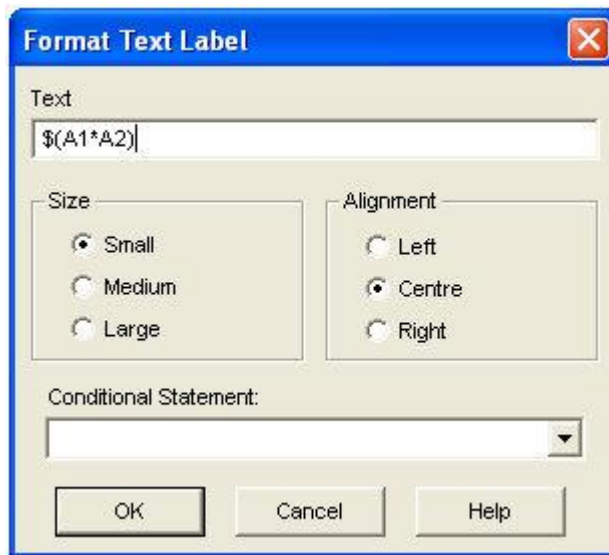 Format Text Label
Text
$(A1*A2)
Size
Small
Medium
Large
Alignment
Left
Centre
Right
Conditional Statement:
OK
Cancel
Help